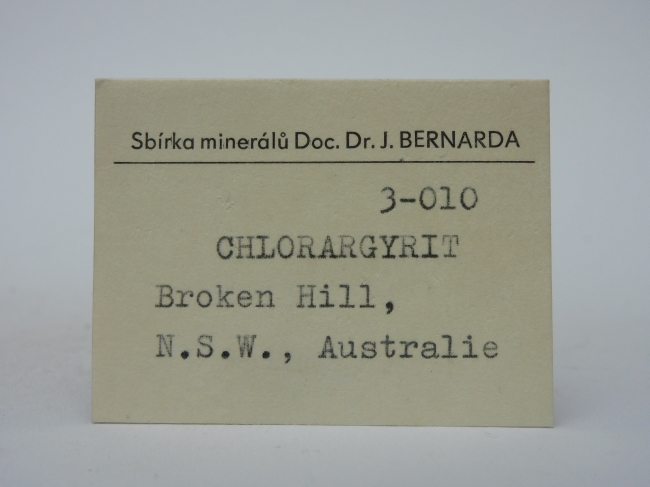 Sbírka minerálů Doc. Dr. J. BERNARDA
3-010
CHLORARGYRIT
Broken Hill,
N.S.W., Australie